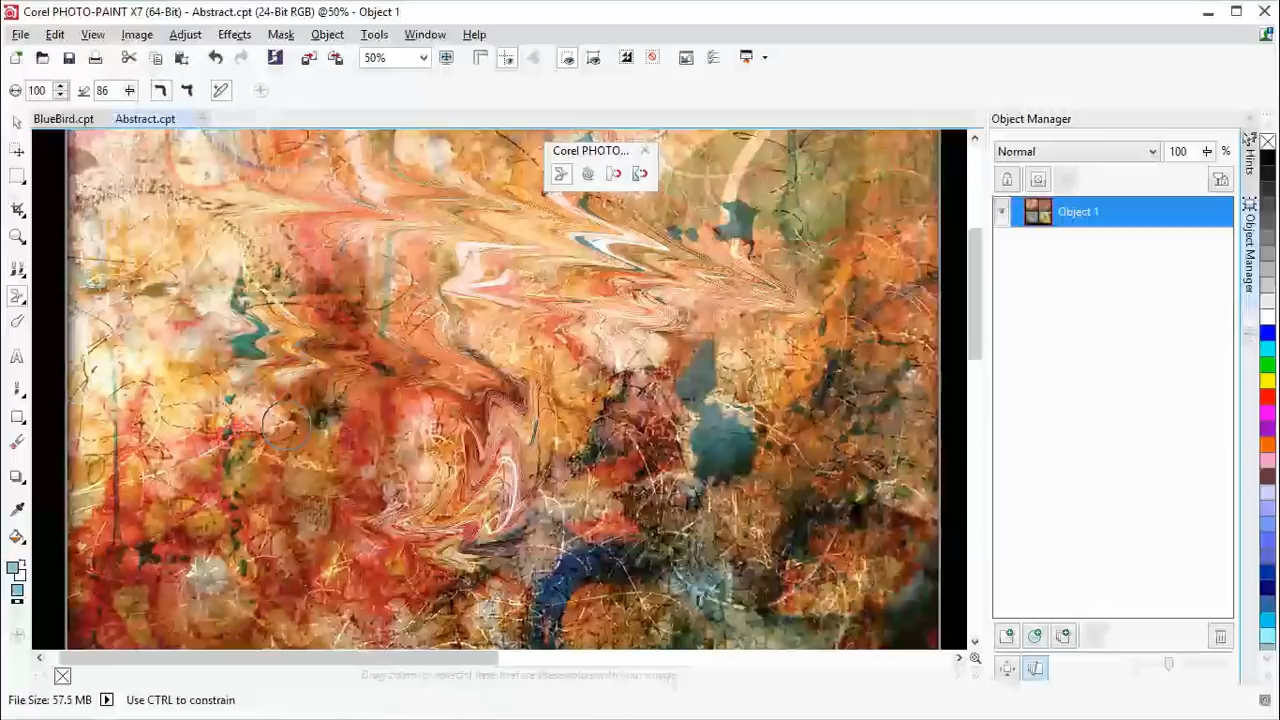 Corel PHOTO-PAINT X7 (64-Bit) - Abstract.cpt (24-Bit RGB) @50% - Object 1
File Edit View Image Adjust Effects Mask Object Tools Window Help
50%
100 86
BlueBird.cpt Abstract.cpt
Object Manager
Corel PHOTO...
Normal 100 %
Object 1
Hints
Object Manager
File Size: 57.5 MB Use CTRL to constrain